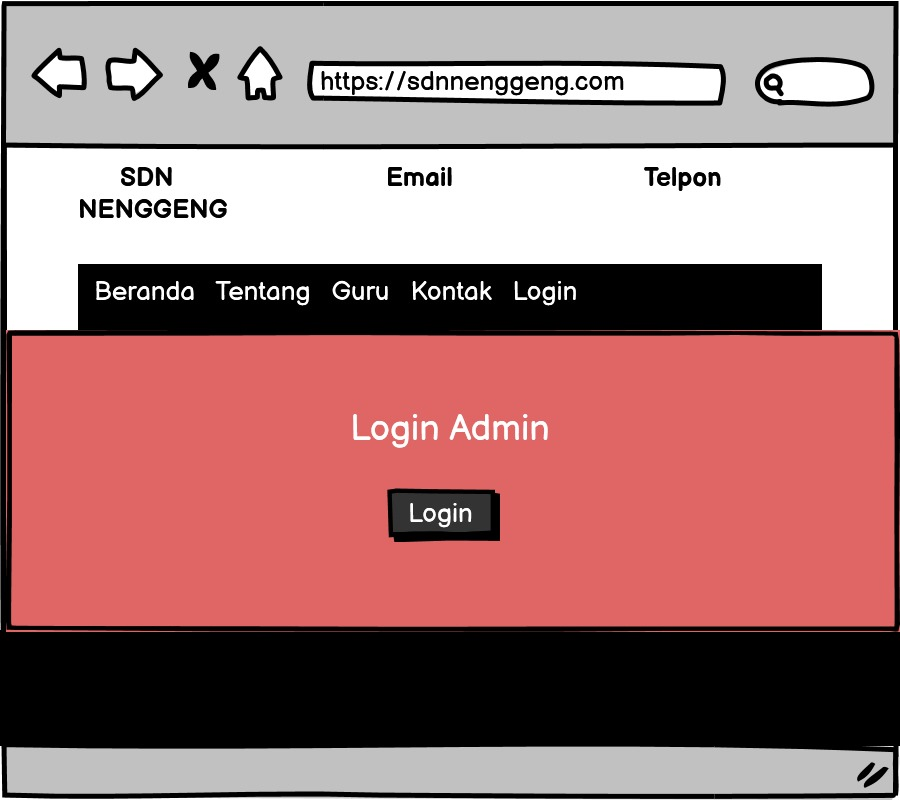 https://sdnnenggeng.com
SDN
NENGGENG
Email
Telpon
Beranda Tentang Guru Kontak Login
Login Admin
Login